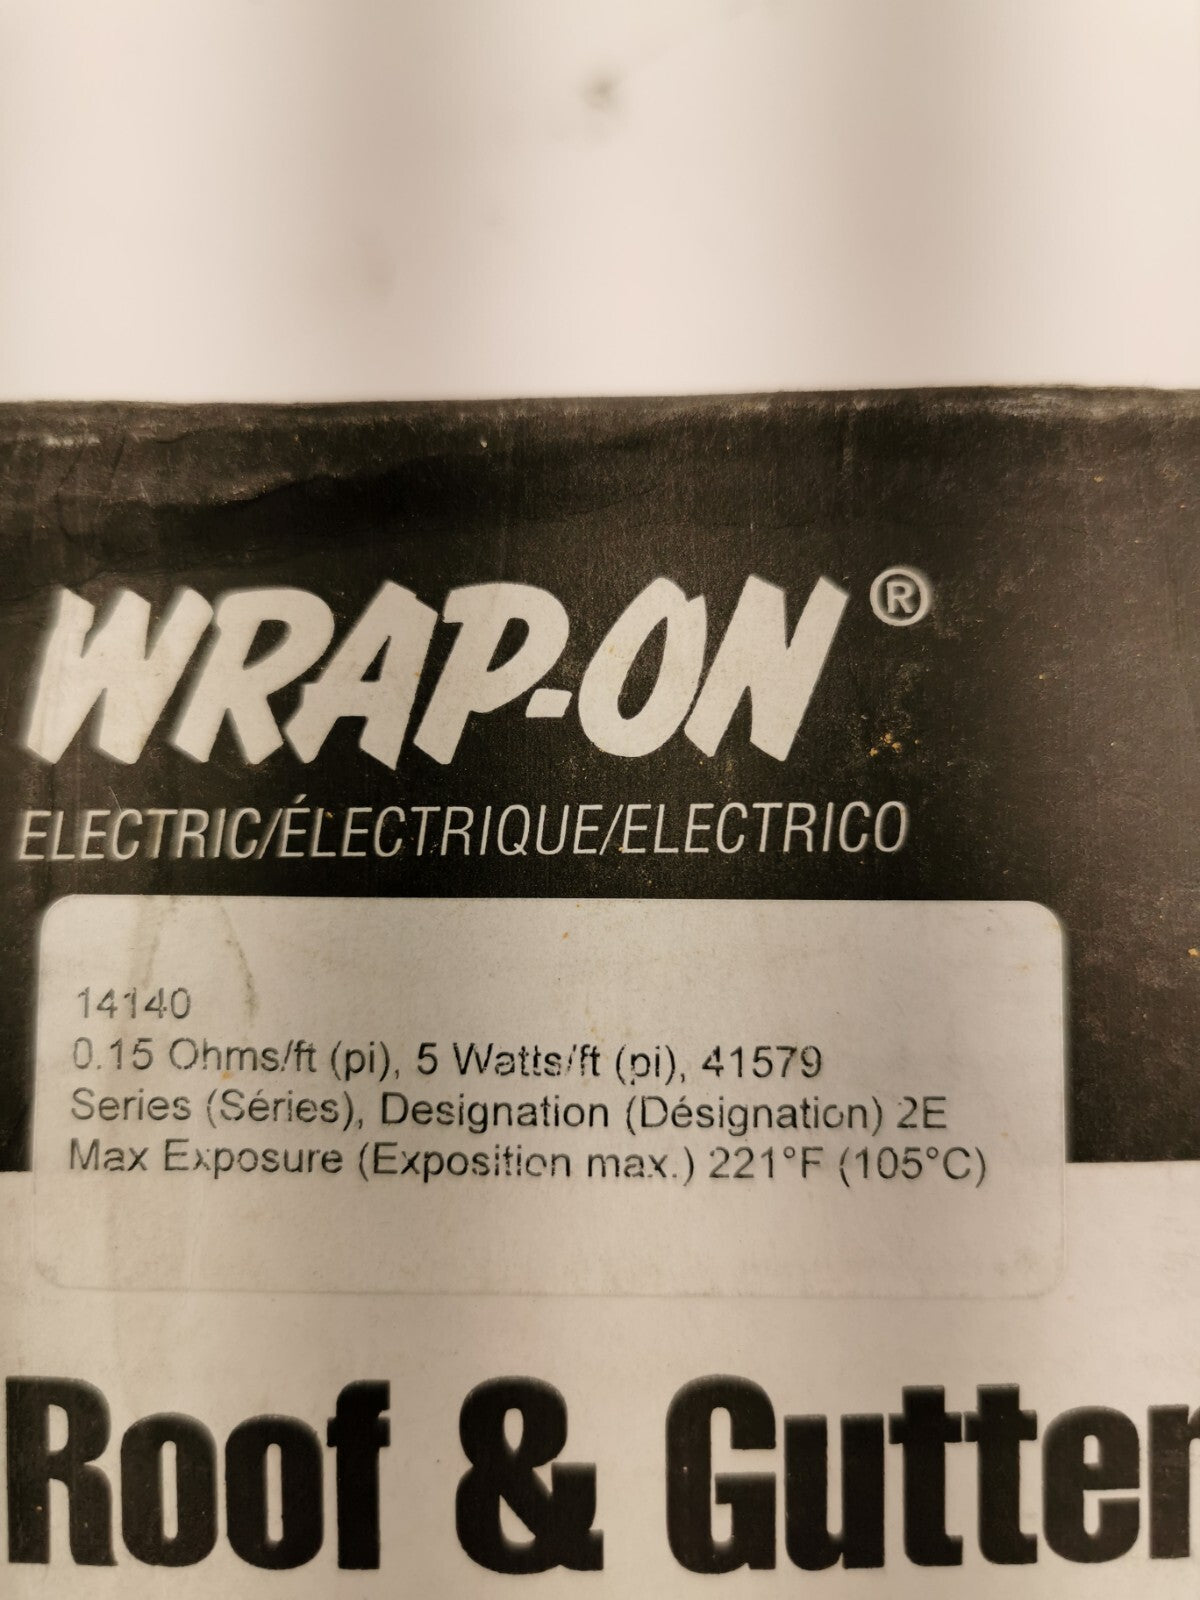 WRAP-ON®
ELECTRIC/ÉLECTRIQUE/ELECTRICO
14140
0.15 Ohms/ft (pi), 5 Watts/ft (pi), 41579
Series (Séries), Designation (Désignation) 2E
Max Exposure (Exposition max.) 221°F (105°C)
Roof & Gutter